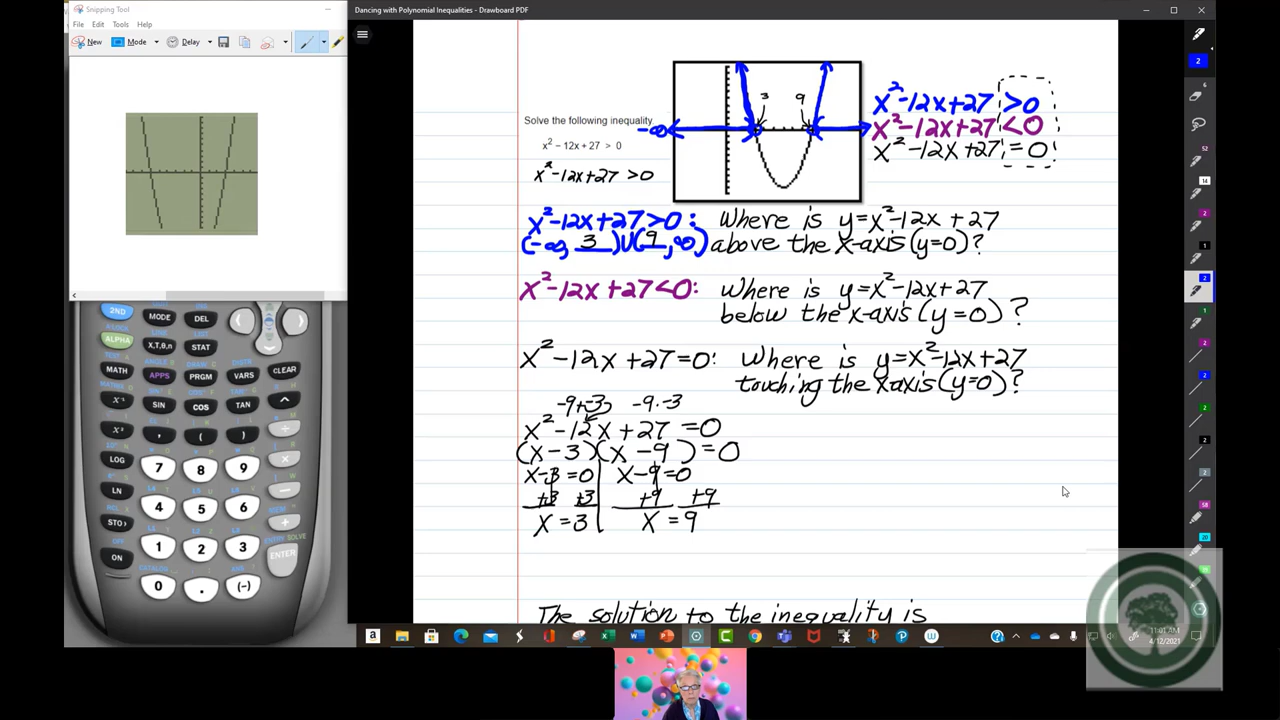 Snipping Tool
File Edit Tools Help
New Mode Delay
Dancing with Polynomial Inequalities - Drawboard PDF
Solve the following inequality.
x² − 12x + 27 > 0
x²-12x+27 >0
-∞
3 9
x²-12x+27 >0
x²-12x+27 <0
x²-12x+27 = 0
x²-12x+27>0: Where is y=x²-12x+27
(-∞, 3 )U( 9 ,∞) above the x-axis (y=0)?
x²-12x+27<0: Where is y=x²-12x+27
below the x-axis (y=0)?
x²-12x+27=0: Where is y=x²-12x+27
touching the x-axis (y=0)?
-9+-3 -9·-3
x²-12x+27 =0
(x-3)(x-9)=0
x-3=0 x-9=0
+3 +3 +9 +9
x=3 x=9
The solution to the inequality is
2ND MODE DEL
ALPHA X,T,θ,n STAT
MATH APPS PRGM VARS CLEAR
SIN COS TAN
, ( )
LOG 7 8 9
LN 4 5 6
STO 1 2 3
ON 0 . (-) ENTER
11:01 AM
4/12/2021